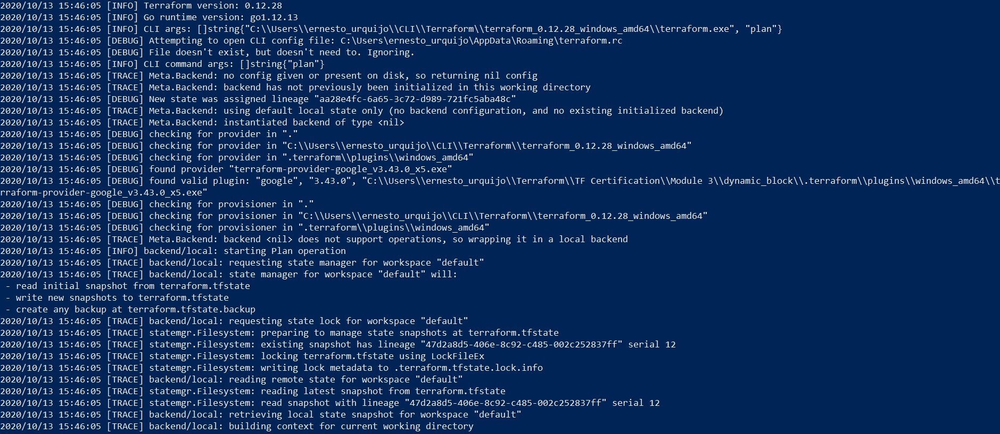 2020/10/13 15:46:05 [INFO] Terraform version: 0.12.28
2020/10/13 15:46:05 [INFO] Go runtime version: go1.12.13
2020/10/13 15:46:05 [INFO] CLI args: []string{"C:\\Users\\ernesto_urquijo\\CLI\\Terraform\\terraform_0.12.28_windows_amd64\\terraform.exe", "plan"}
2020/10/13 15:46:05 [DEBUG] Attempting to open CLI config file: C:\Users\ernesto_urquijo\AppData\Roaming\terraform.rc
2020/10/13 15:46:05 [DEBUG] File doesn't exist, but doesn't need to. Ignoring.
2020/10/13 15:46:05 [INFO] CLI command args: []string{"plan"}
2020/10/13 15:46:05 [TRACE] Meta.Backend: no config given or present on disk, so returning nil config
2020/10/13 15:46:05 [TRACE] Meta.Backend: backend has not previously been initialized in this working directory
2020/10/13 15:46:05 [DEBUG] New state was assigned lineage "aa28e4fc-6a65-3c72-d989-721fc5aba48c"
2020/10/13 15:46:05 [TRACE] Meta.Backend: using default local state only (no backend configuration, and no existing initialized backend)
2020/10/13 15:46:05 [TRACE] Meta.Backend: instantiated backend of type <nil>
2020/10/13 15:46:05 [DEBUG] checking for provider in "."
2020/10/13 15:46:05 [DEBUG] checking for provider in "C:\\Users\\ernesto_urquijo\\CLI\\Terraform\\terraform_0.12.28_windows_amd64"
2020/10/13 15:46:05 [DEBUG] checking for provider in ".terraform\\plugins\\windows_amd64"
2020/10/13 15:46:05 [DEBUG] found provider "terraform-provider-google_v3.43.0_x5.exe"
2020/10/13 15:46:05 [DEBUG] found valid plugin: "google", "3.43.0", "C:\\Users\\ernesto_urquijo\\Terraform\\TF Certification\\Module 3\\dynamic_block\\.terraform\\plugins\\windows_amd64\\t
rraform-provider-google_v3.43.0_x5.exe"
2020/10/13 15:46:05 [DEBUG] checking for provisioner in "."
2020/10/13 15:46:05 [DEBUG] checking for provisioner in "C:\\Users\\ernesto_urquijo\\CLI\\Terraform\\terraform_0.12.28_windows_amd64"
2020/10/13 15:46:05 [DEBUG] checking for provisioner in ".terraform\\plugins\\windows_amd64"
2020/10/13 15:46:05 [TRACE] Meta.Backend: backend <nil> does not support operations, so wrapping it in a local backend
2020/10/13 15:46:05 [INFO] backend/local: starting Plan operation
2020/10/13 15:46:05 [TRACE] backend/local: requesting state manager for workspace "default"
2020/10/13 15:46:05 [TRACE] backend/local: state manager for workspace "default" will:
 - read initial snapshot from terraform.tfstate
 - write new snapshots to terraform.tfstate
 - create any backup at terraform.tfstate.backup
2020/10/13 15:46:05 [TRACE] backend/local: requesting state lock for workspace "default"
2020/10/13 15:46:05 [TRACE] statemgr.Filesystem: preparing to manage state snapshots at terraform.tfstate
2020/10/13 15:46:05 [TRACE] statemgr.Filesystem: existing snapshot has lineage "47d2a8d5-406e-8c92-c485-002c252837ff" serial 12
2020/10/13 15:46:05 [TRACE] statemgr.Filesystem: locking terraform.tfstate using LockFileEx
2020/10/13 15:46:05 [TRACE] statemgr.Filesystem: writing lock metadata to .terraform.tfstate.lock.info
2020/10/13 15:46:05 [TRACE] backend/local: reading remote state for workspace "default"
2020/10/13 15:46:05 [TRACE] statemgr.Filesystem: reading latest snapshot from terraform.tfstate
2020/10/13 15:46:05 [TRACE] statemgr.Filesystem: read snapshot with lineage "47d2a8d5-406e-8c92-c485-002c252837ff" serial 12
2020/10/13 15:46:05 [TRACE] backend/local: retrieving local state snapshot for workspace "default"
2020/10/13 15:46:05 [TRACE] backend/local: building context for current working directory